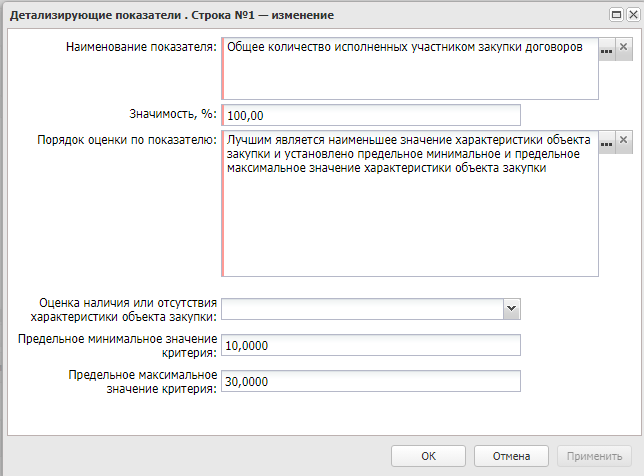 Детализирующие показатели . Строка №1 — изменение
Наименование показателя:
Общее количество исполненных участником закупки договоров
Значимость, %:
100,00
Порядок оценки по показателю:
Лучшим является наименьшее значение характеристики объекта
закупки и установлено предельное минимальное и предельное
максимальное значение характеристики объекта закупки
Оценка наличия или отсутствия
характеристики объекта закупки:
Предельное минимальное значение
критерия:
10,0000
Предельное максимальное
значение критерия:
30,0000
ОК
Отмена
Применить